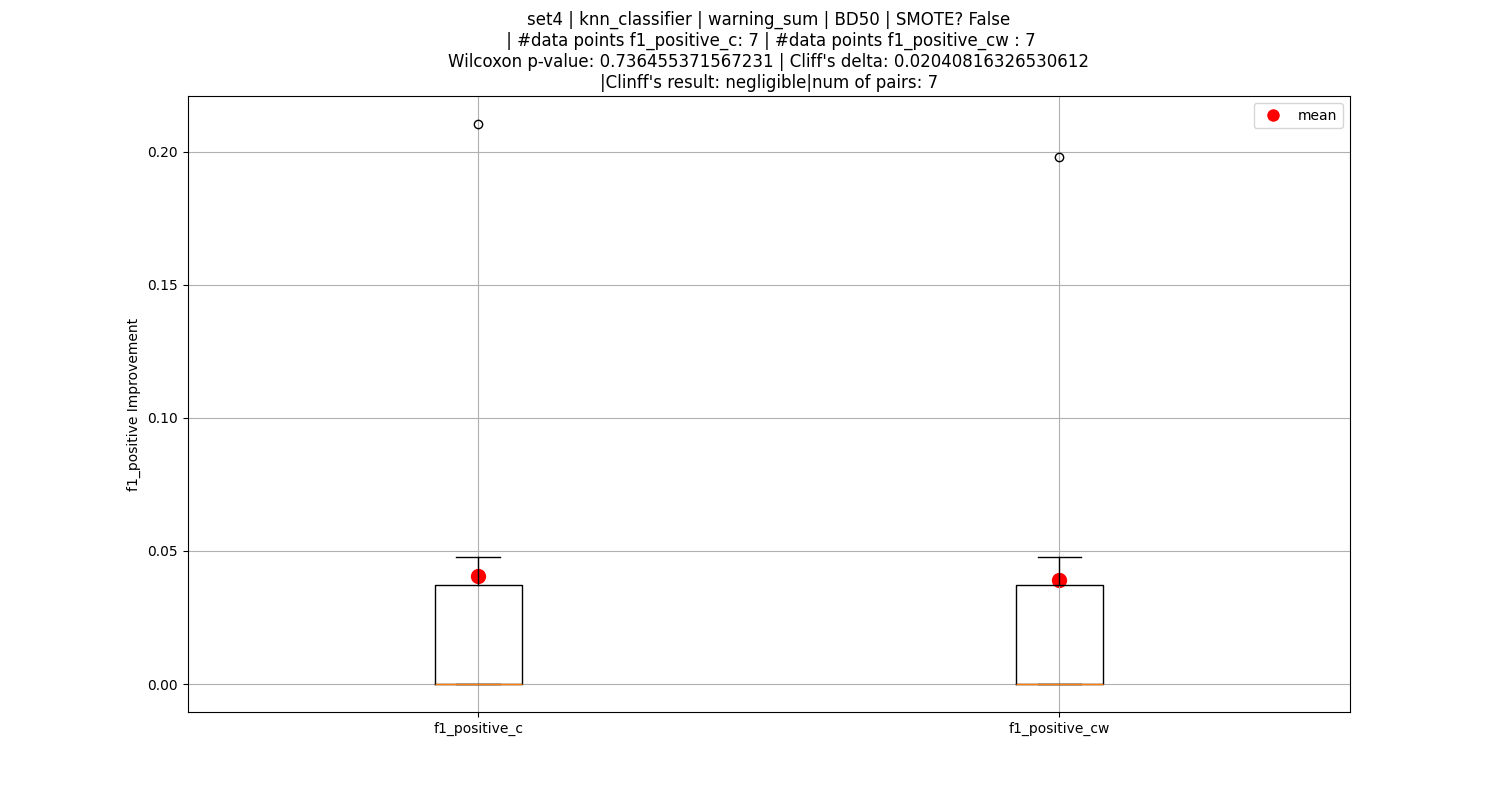 set4 | knn_classifier | warning_sum | BD50 | SMOTE? False
| #data points f1_positive_c: 7 | #data points f1_positive_cw : 7
Wilcoxon p-value: 0.736455371567231 | Cliff's delta: 0.02040816326530612
|Clinff's result: negligible|num of pairs: 7
mean
0.20
0.15
0.10
0.05
0.00
f1_positive Improvement
f1_positive_c
f1_positive_cw